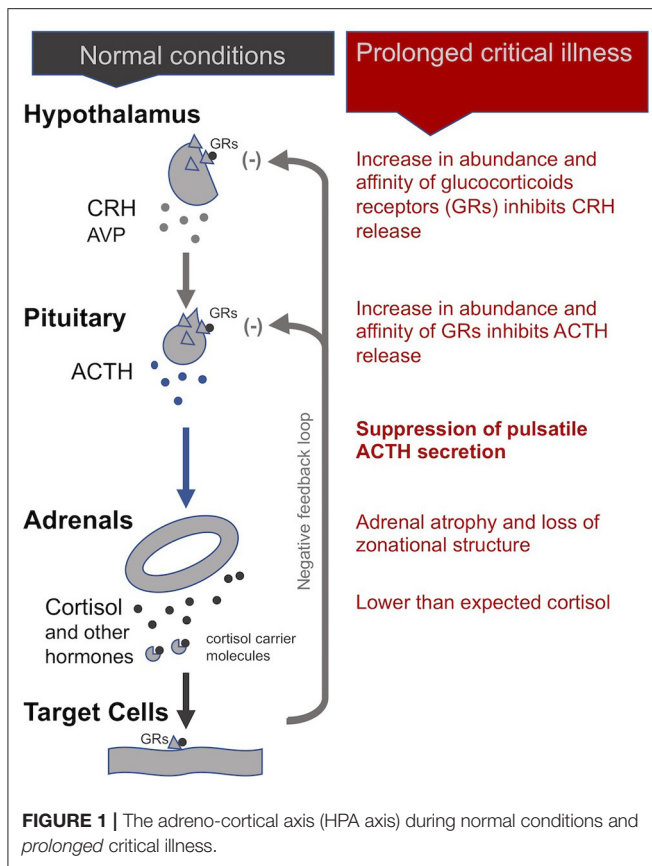 Normal conditions
Prolonged critical illness
Hypothalamus
GRs
(-)
CRH
AVP
Increase in abundance and
affinity of glucocorticoids
receptors (GRs) inhibits CRH
release
Pituitary
GRs
(-)
ACTH
Increase in abundance and
affinity of GRs inhibits ACTH
release
Suppression of pulsatile
ACTH secretion
Negative feedback loop
Adrenals
Adrenal atrophy and loss of
zonational structure
Cortisol
and other
hormones
cortisol carrier
molecules
Lower than expected cortisol
Target Cells
GRs
FIGURE 1 | The adreno-cortical axis (HPA axis) during normal conditions and
prolonged critical illness.